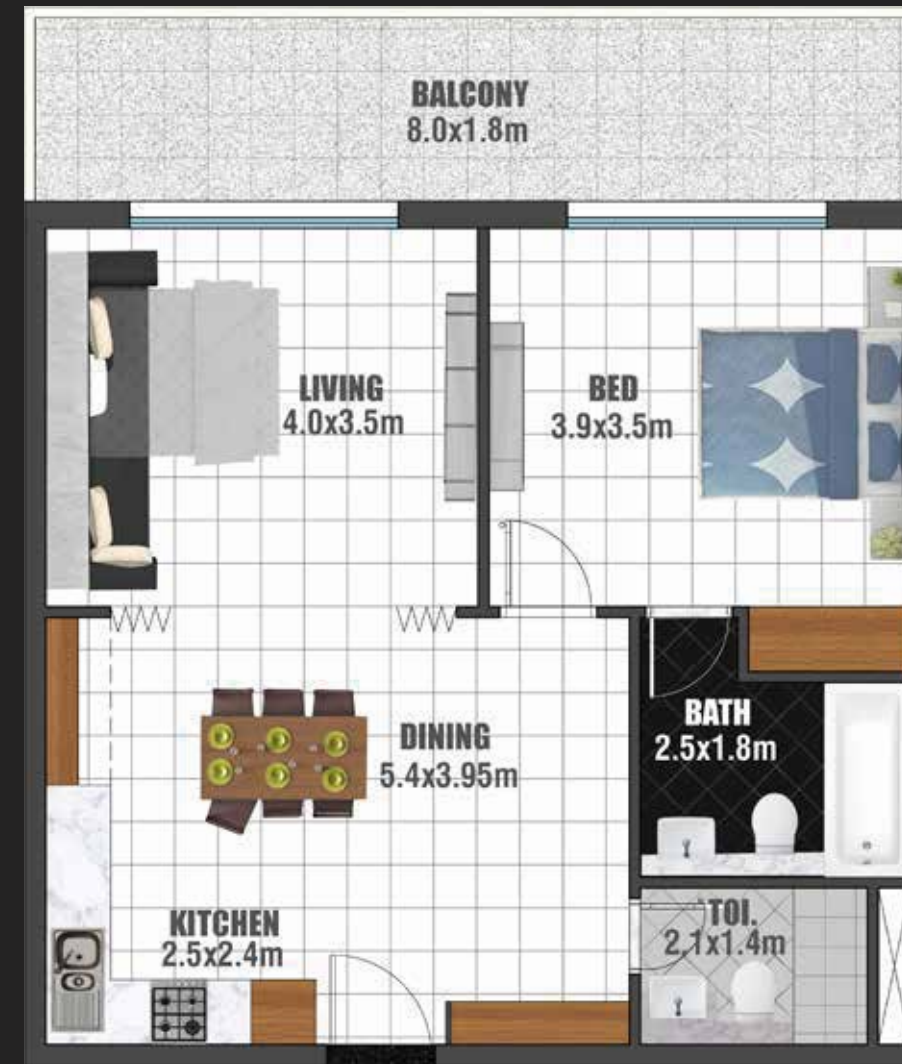 BALCONY
8.0x1.8m
LIVING
4.0x3.5m
BED
3.9x3.5m
BATH
2.5x1.8m
DINING
5.4x3.95m
KITCHEN
2.5x2.4m
TOI.
2,1x1.4m